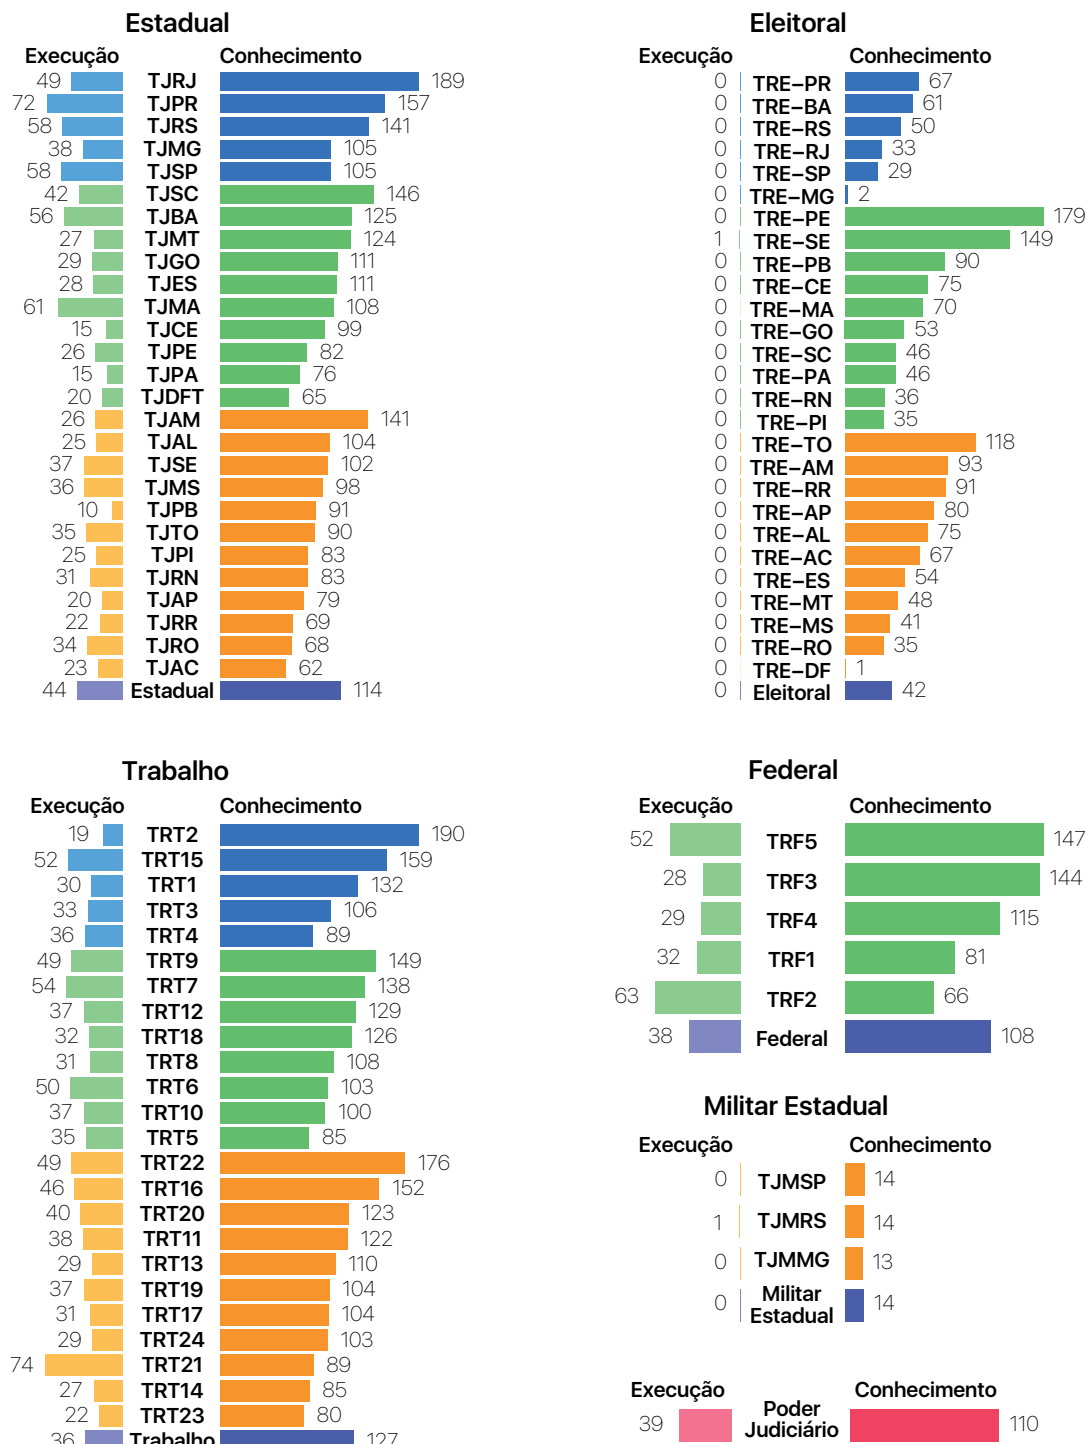 Estadual
Execução Conhecimento
49 TJRJ 189
72 TJPR 157
58 TJRS 141
38 TJMG 105
58 TJSP 105
42 TJSC 146
56 TJBA 125
27 TJMT 124
29 TJGO 111
28 TJES 111
61 TJMA 108
15 TJCE 99
26 TJPE 82
15 TJPA 76
20 TJDFT 65
26 TJAM 141
25 TJAL 104
37 TJSE 102
36 TJMS 98
10 TJPB 91
35 TJTO 90
25 TJPI 83
31 TJRN 83
20 TJAP 79
22 TJRR 69
34 TJRO 68
23 TJAC 62
44 Estadual 114
Eleitoral
Execução Conhecimento
0 TRE–PR 67
0 TRE–BA 61
0 TRE–RS 50
0 TRE–RJ 33
0 TRE–SP 29
0 TRE–MG 2
0 TRE–PE 179
1 TRE–SE 149
0 TRE–PB 90
0 TRE–CE 75
0 TRE–MA 70
0 TRE–GO 53
0 TRE–SC 46
0 TRE–PA 46
0 TRE–RN 36
0 TRE–PI 35
0 TRE–TO 118
0 TRE–AM 93
0 TRE–RR 91
0 TRE–AP 80
0 TRE–AL 75
0 TRE–AC 67
0 TRE–ES 54
0 TRE–MT 48
0 TRE–MS 41
0 TRE–RO 35
0 TRE–DF 1
0 Eleitoral 42
Trabalho
Execução Conhecimento
19 TRT2 190
52 TRT15 159
30 TRT1 132
33 TRT3 106
36 TRT4 89
49 TRT9 149
54 TRT7 138
37 TRT12 129
32 TRT18 126
31 TRT8 108
50 TRT6 103
37 TRT10 100
35 TRT5 85
49 TRT22 176
46 TRT16 152
40 TRT20 123
38 TRT11 122
29 TRT13 110
37 TRT19 104
31 TRT17 104
29 TRT24 103
74 TRT21 89
27 TRT14 85
22 TRT23 80
36 Trabalho 127
Federal
Execução Conhecimento
52 TRF5 147
28 TRF3 144
29 TRF4 115
32 TRF1 81
63 TRF2 66
38 Federal 108
Militar Estadual
Execução Conhecimento
0 TJMSP 14
1 TJMRS 14
0 TJMMG 13
Militar
0 Estadual 14
Execução Conhecimento
Poder
39 Judiciário 110